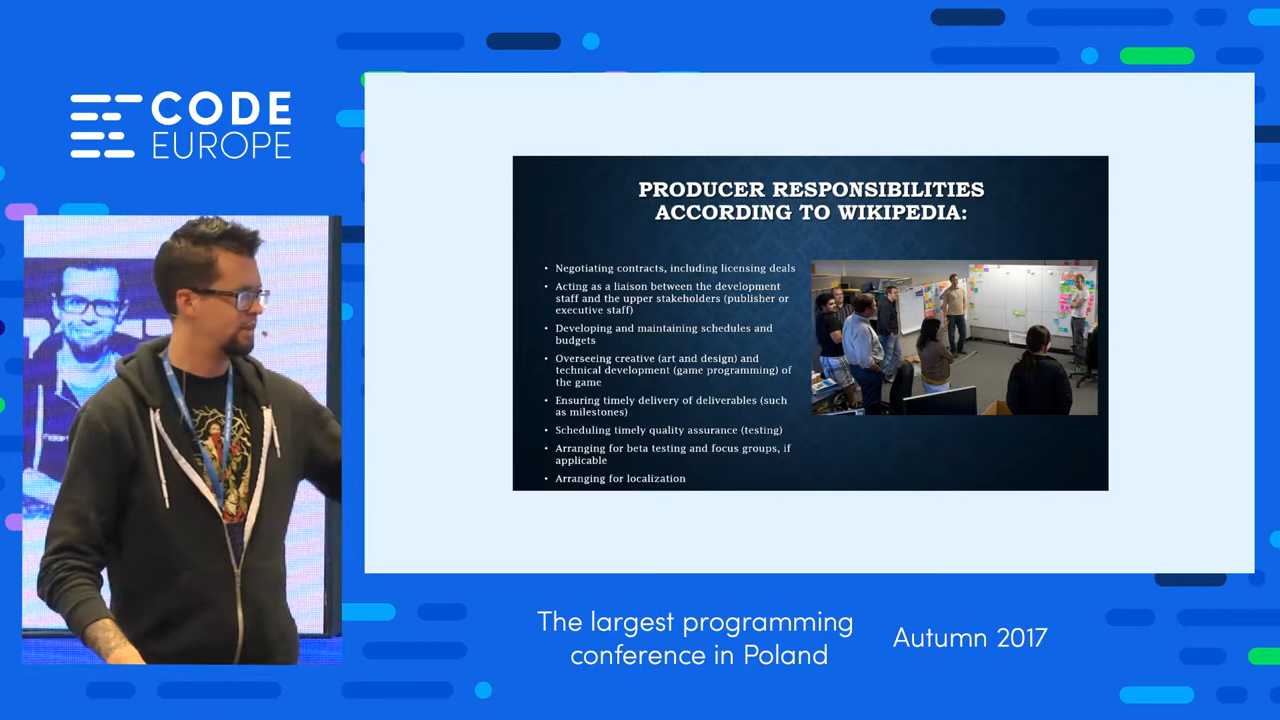 CODE
EUROPE
PRODUCER RESPONSIBILITIES
ACCORDING TO WIKIPEDIA:
• Negotiating contracts, including licensing deals
• Acting as a liaison between the development
staff and the upper stakeholders (publisher or
executive staff)
• Developing and maintaining schedules and
budgets
• Overseeing creative (art and design) and
technical development (game programming) of
the game
• Ensuring timely delivery of deliverables (such
as milestones)
• Scheduling timely quality assurance (testing)
• Arranging for beta testing and focus groups, if
applicable
• Arranging for localization
The largest programming
conference in Poland
Autumn 2017